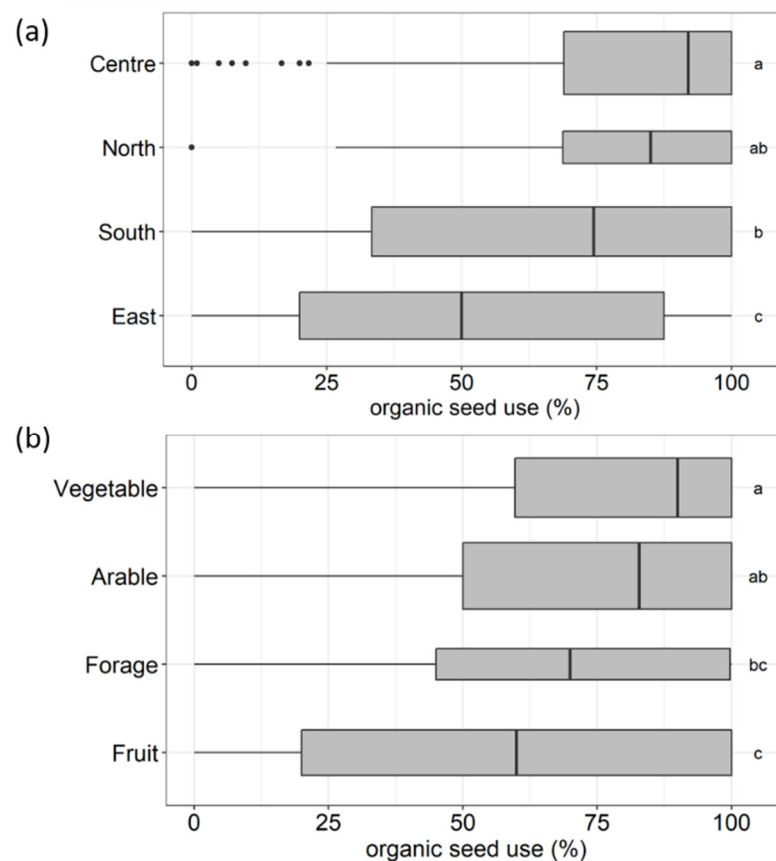 (a)
Centre a
North ab
South b
East c
0 25 50 75 100
organic seed use (%)
(b)
Vegetable a
Arable ab
Forage bc
Fruit c
0 25 50 75 100
organic seed use (%)